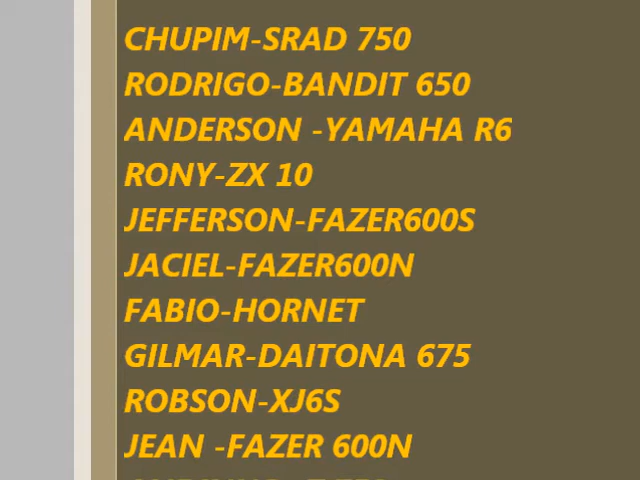 CHUPIM-SRAD 750
RODRIGO-BANDIT 650
ANDERSON -YAMAHA R6
RONY-ZX 10
JEFFERSON-FAZER600S
JACIEL-FAZER600N
FABIO-HORNET
GILMAR-DAITONA 675
ROBSON-XJ6S
JEAN -FAZER 600N